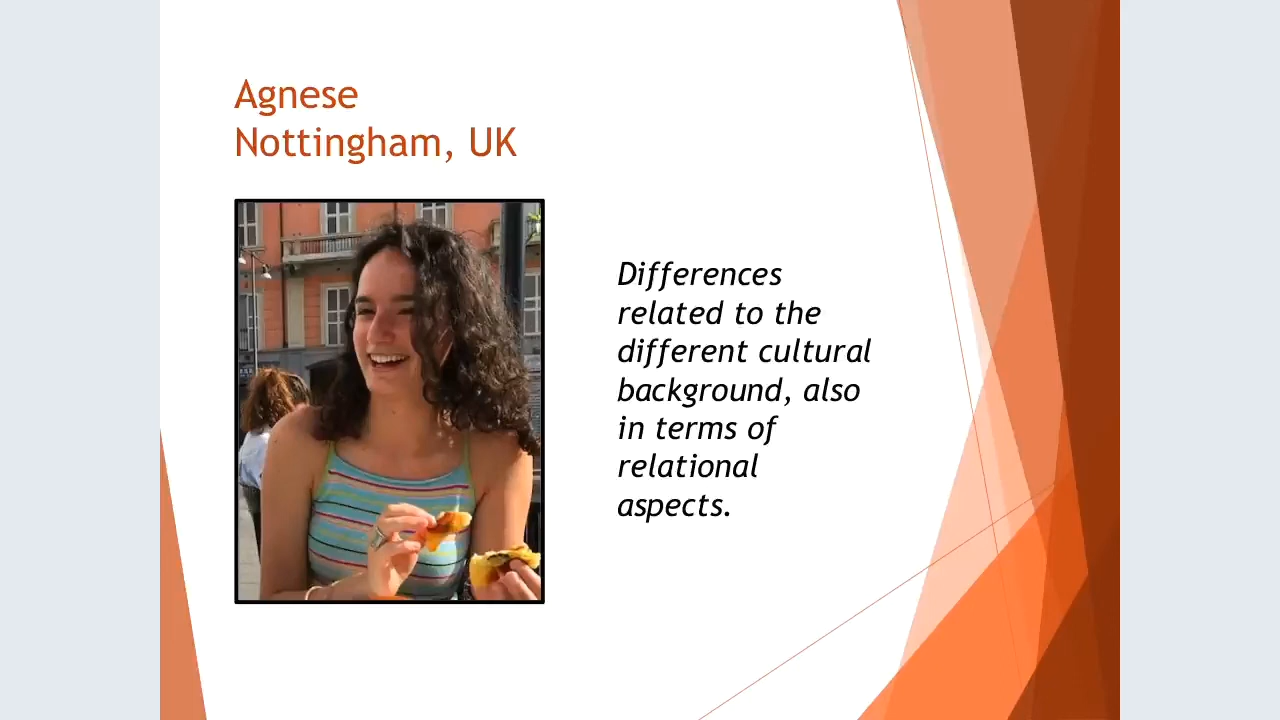 Agnese
Nottingham, UK
Differences
related to the
different cultural
background, also
in terms of
relational
aspects.